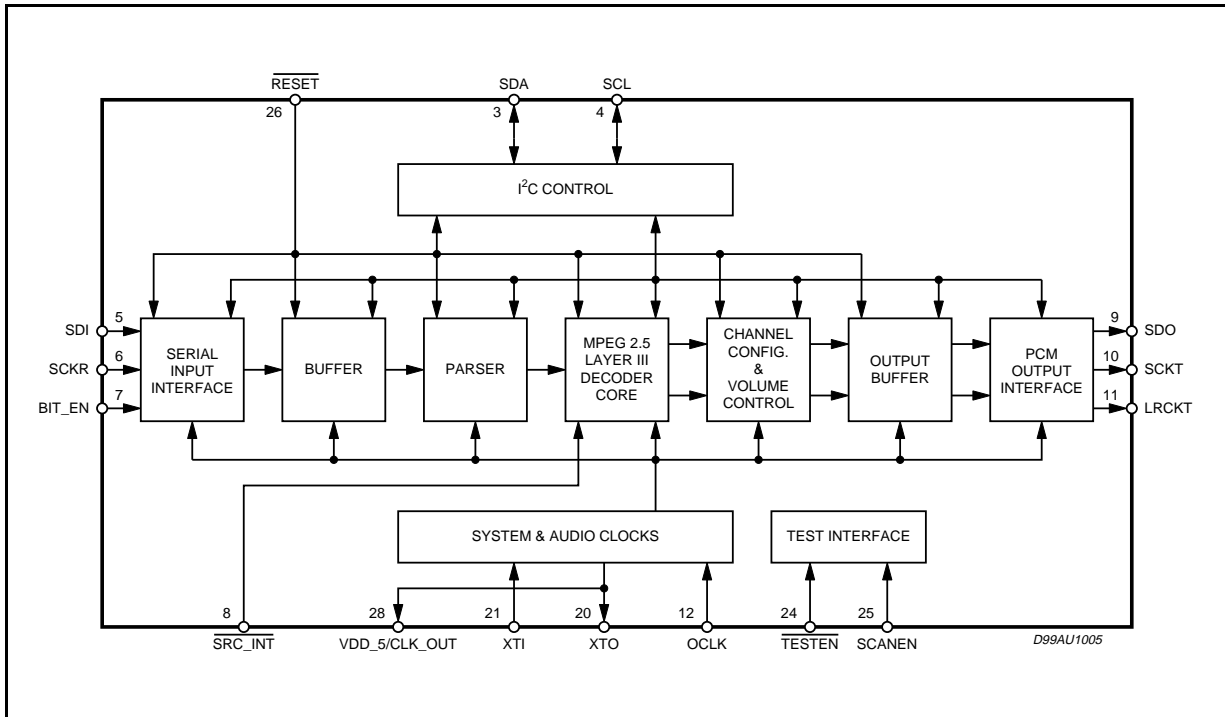 RESET
SDA
SCL
26
3
4
I²C CONTROL
SDI
5
SCKR
6
BIT_EN
7
SERIAL
INPUT
INTERFACE
BUFFER
PARSER
MPEG 2.5
LAYER III
DECODER
CORE
CHANNEL
CONFIG.
&
VOLUME
CONTROL
OUTPUT
BUFFER
PCM
OUTPUT
INTERFACE
9
SDO
10
SCKT
11
LRCKT
SYSTEM & AUDIO CLOCKS
TEST INTERFACE
8
28
21
20
12
24
25
SRC_INT
VDD_5/CLK_OUT
XTI
XTO
OCLK
TESTEN
SCANEN
D99AU1005